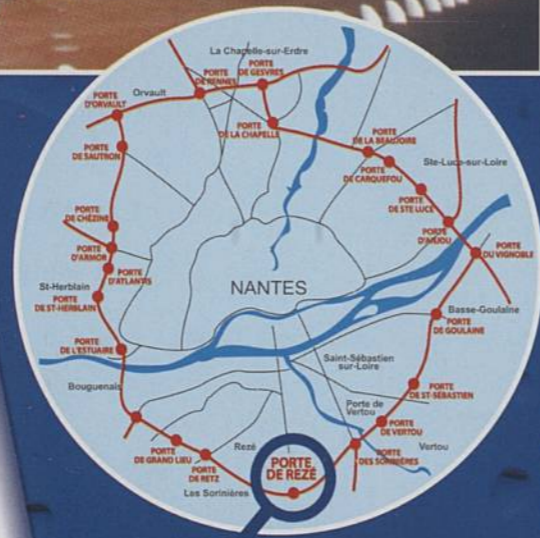 La Chapelle-sur-Erdre
PORTE
DE RENNES
PORTE
DE GESVRES
Orvault
PORTE
D'ORVAULT
PORTE
DE LA CHAPELLE
PORTE
DE SAUTRON
PORTE
DE LA BEAUJOIRE
Ste-Luce-sur-Loire
PORTE
DE CARQUEFOU
PORTE
DE STE LUCE
PORTE
DE CHÉZINE
PORTE
D'ANJOU
PORTE
D'ARMOR
PORTE
DU VIGNOBLE
PORTE
D'ATLANTIS
NANTES
St-Herblain
PORTE
DE ST-HERBLAIN
Basse-Goulaine
PORTE
DE GOULAINE
PORTE
DE L'ESTUAIRE
Saint-Sébastien
sur-Loire
Bouguenais
PORTE
DE ST-SÉBASTIEN
Porte de
Vertou
PORTE
DE VERTOU
Rezé
Vertou
PORTE
DE GRAND LIEU
PORTE
DE RETZ
PORTE
DE REZÉ
PORTE
DES SORINIÈRES
Les Sorinières